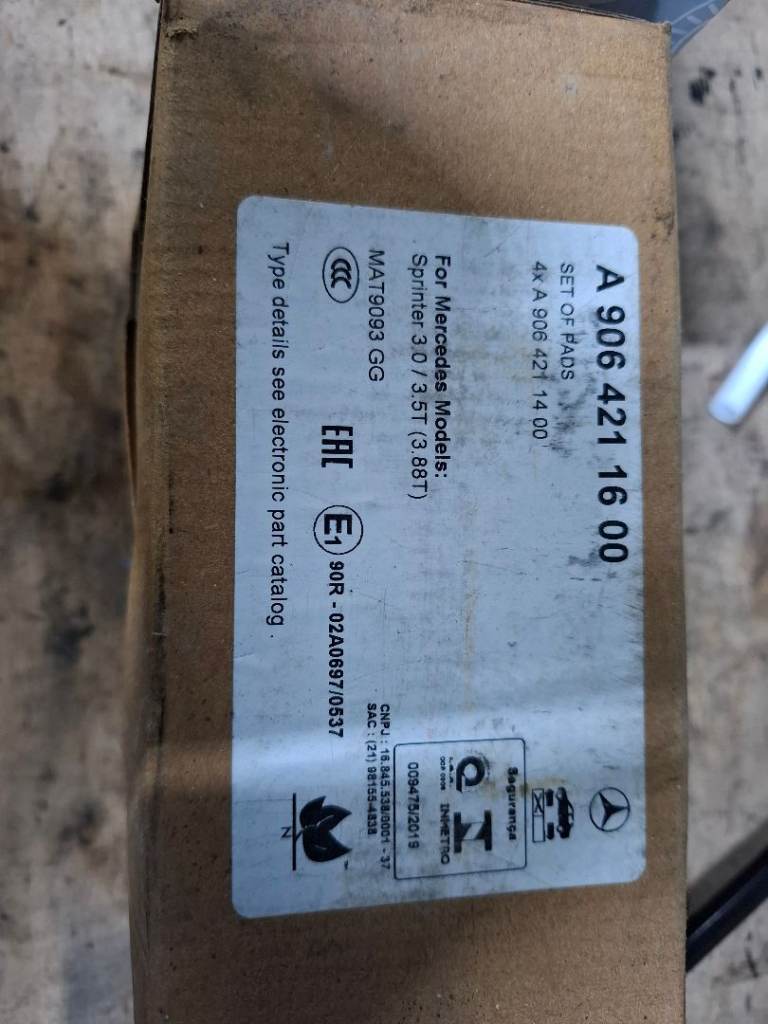 A 906 421 16 00
SET OF PADS
4x A 906 421 14 00
For Mercedes Models:
Sprinter 3.0 / 3.5T (3.88T)
MAT9093 GG
CCC
EAC
E1
90R - 02A0697/0537
Type details see electronic part catalog .
Segurança
INMETRO
009475/2019
CNPJ : 16.845.538/0001 - 37
SAC : (21) 98155-4838
N